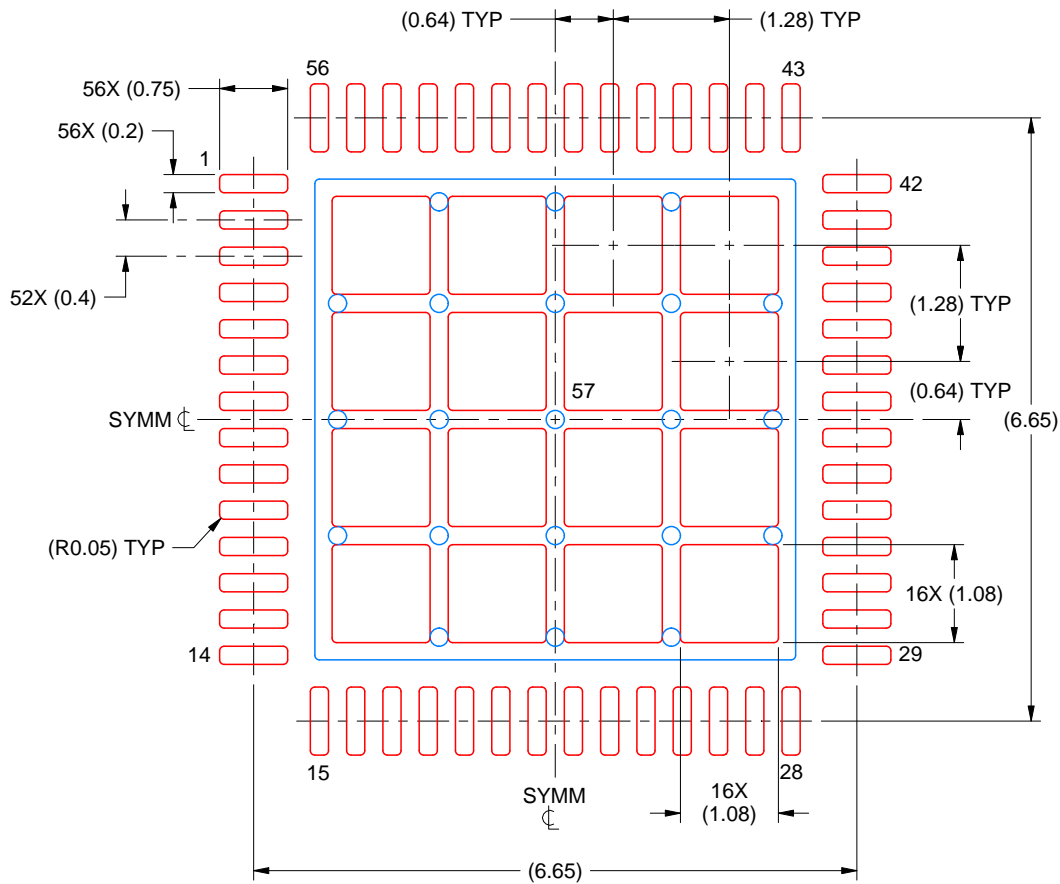 (0.64) TYP
(1.28) TYP
56
43
56X (0.75)
56X (0.2)
1
42
52X (0.4)
(1.28) TYP
57
(0.64) TYP
SYMM ℄
(6.65)
(R0.05) TYP
16X (1.08)
14
29
15
28
SYMM
℄
16X
(1.08)
(6.65)